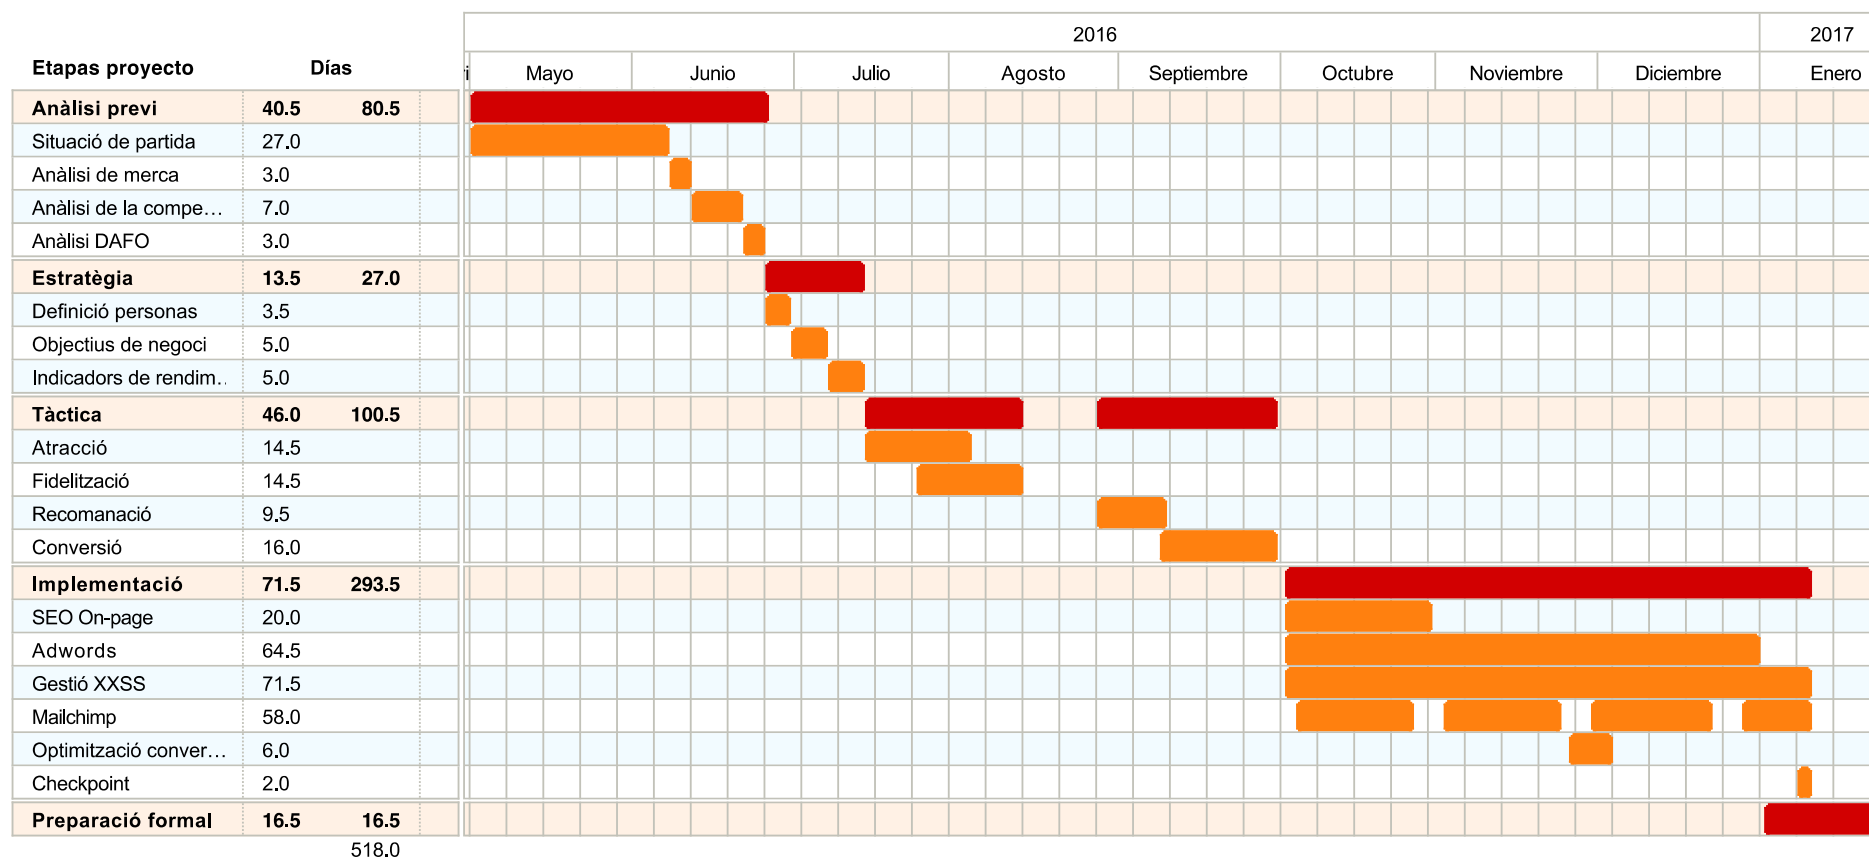 2016 2017
Etapas proyecto Días ri Mayo Junio Julio Agosto Septiembre Octubre Noviembre Diciembre Enero
Anàlisi previ 40.5 80.5
Situació de partida 27.0
Anàlisi de merca 3.0
Anàlisi de la compe... 7.0
Anàlisi DAFO 3.0
Estratègia 13.5 27.0
Definició personas 3.5
Objectius de negoci 5.0
Indicadors de rendim.. 5.0
Tàctica 46.0 100.5
Atracció 14.5
Fidelització 14.5
Recomanació 9.5
Conversió 16.0
Implementació 71.5 293.5
SEO On-page 20.0
Adwords 64.5
Gestió XXSS 71.5
Mailchimp 58.0
Optimització conver... 6.0
Checkpoint 2.0
Preparació formal 16.5 16.5
518.0